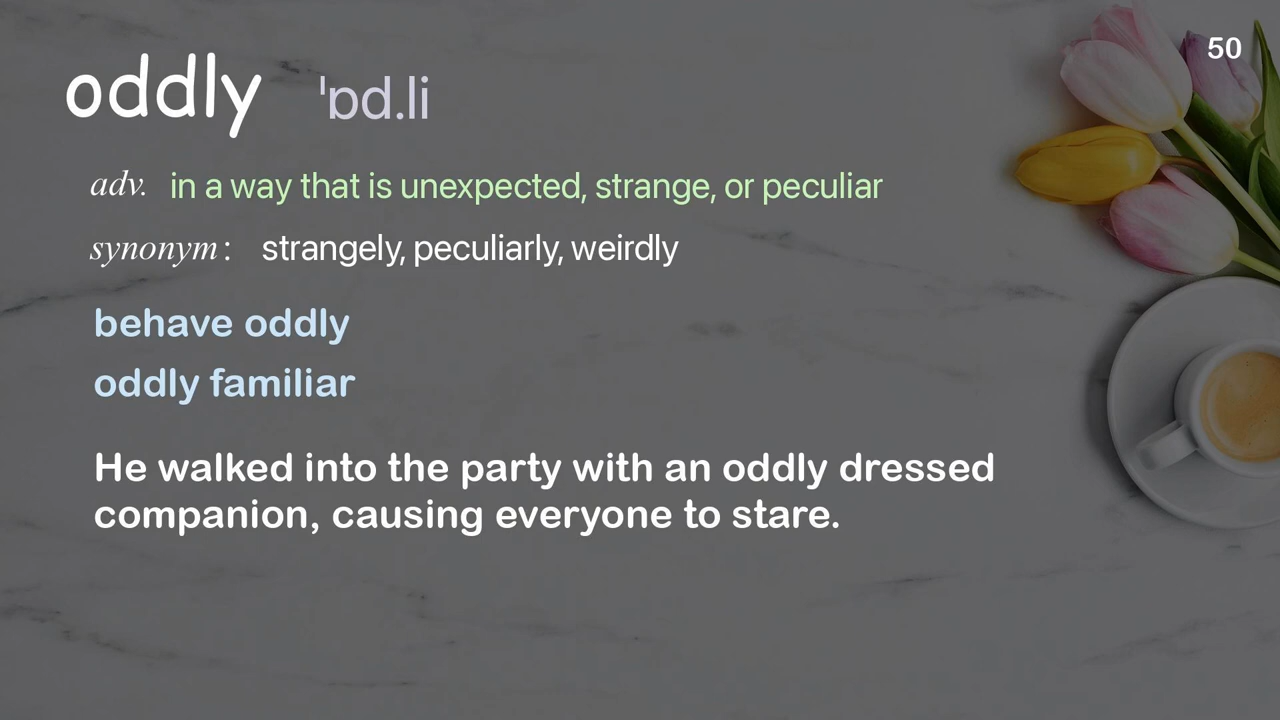 50
oddly ˈɒd.li
adv. in a way that is unexpected, strange, or peculiar
synonym: strangely, peculiarly, weirdly
behave oddly
oddly familiar
He walked into the party with an oddly dressed
companion, causing everyone to stare.